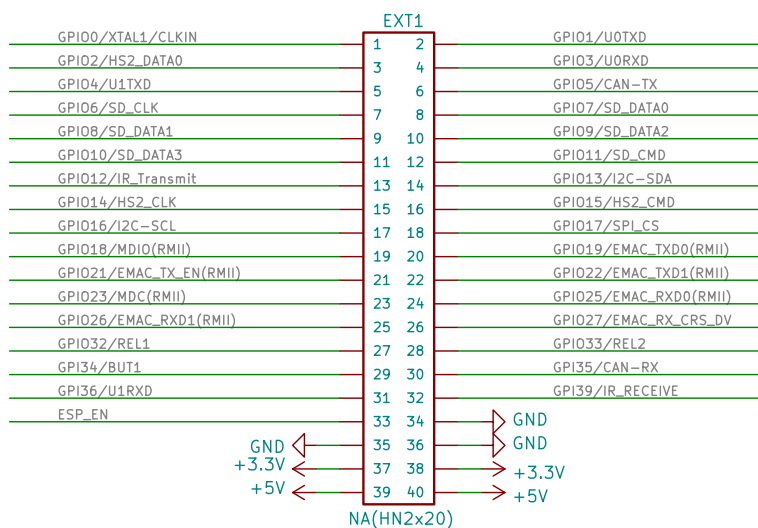 EXT1
GPIO0/XTAL1/CLKIN 1 2 GPIO1/U0TXD
GPIO2/HS2_DATA0 3 4 GPIO3/U0RXD
GPIO4/U1TXD 5 6 GPIO5/CAN-TX
GPIO6/SD_CLK 7 8 GPIO7/SD_DATA0
GPIO8/SD_DATA1 9 10 GPIO9/SD_DATA2
GPIO10/SD_DATA3 11 12 GPIO11/SD_CMD
GPIO12/IR_Transmit 13 14 GPIO13/I2C-SDA
GPIO14/HS2_CLK 15 16 GPIO15/HS2_CMD
GPIO16/I2C-SCL 17 18 GPIO17/SPI_CS
GPIO18/MDIO(RMII) 19 20 GPIO19/EMAC_TXD0(RMII)
GPIO21/EMAC_TX_EN(RMII) 21 22 GPIO22/EMAC_TXD1(RMII)
GPIO23/MDC(RMII) 23 24 GPIO25/EMAC_RXD0(RMII)
GPIO26/EMAC_RXD1(RMII) 25 26 GPIO27/EMAC_RX_CRS_DV
GPIO32/REL1 27 28 GPIO33/REL2
GPI34/BUT1 29 30 GPI35/CAN-RX
GPI36/U1RXD 31 32 GPI39/IR_RECEIVE
ESP_EN 33 34 GND
GND 35 36 GND
+3.3V 37 38 +3.3V
+5V 39 40 +5V
NA(HN2x20)